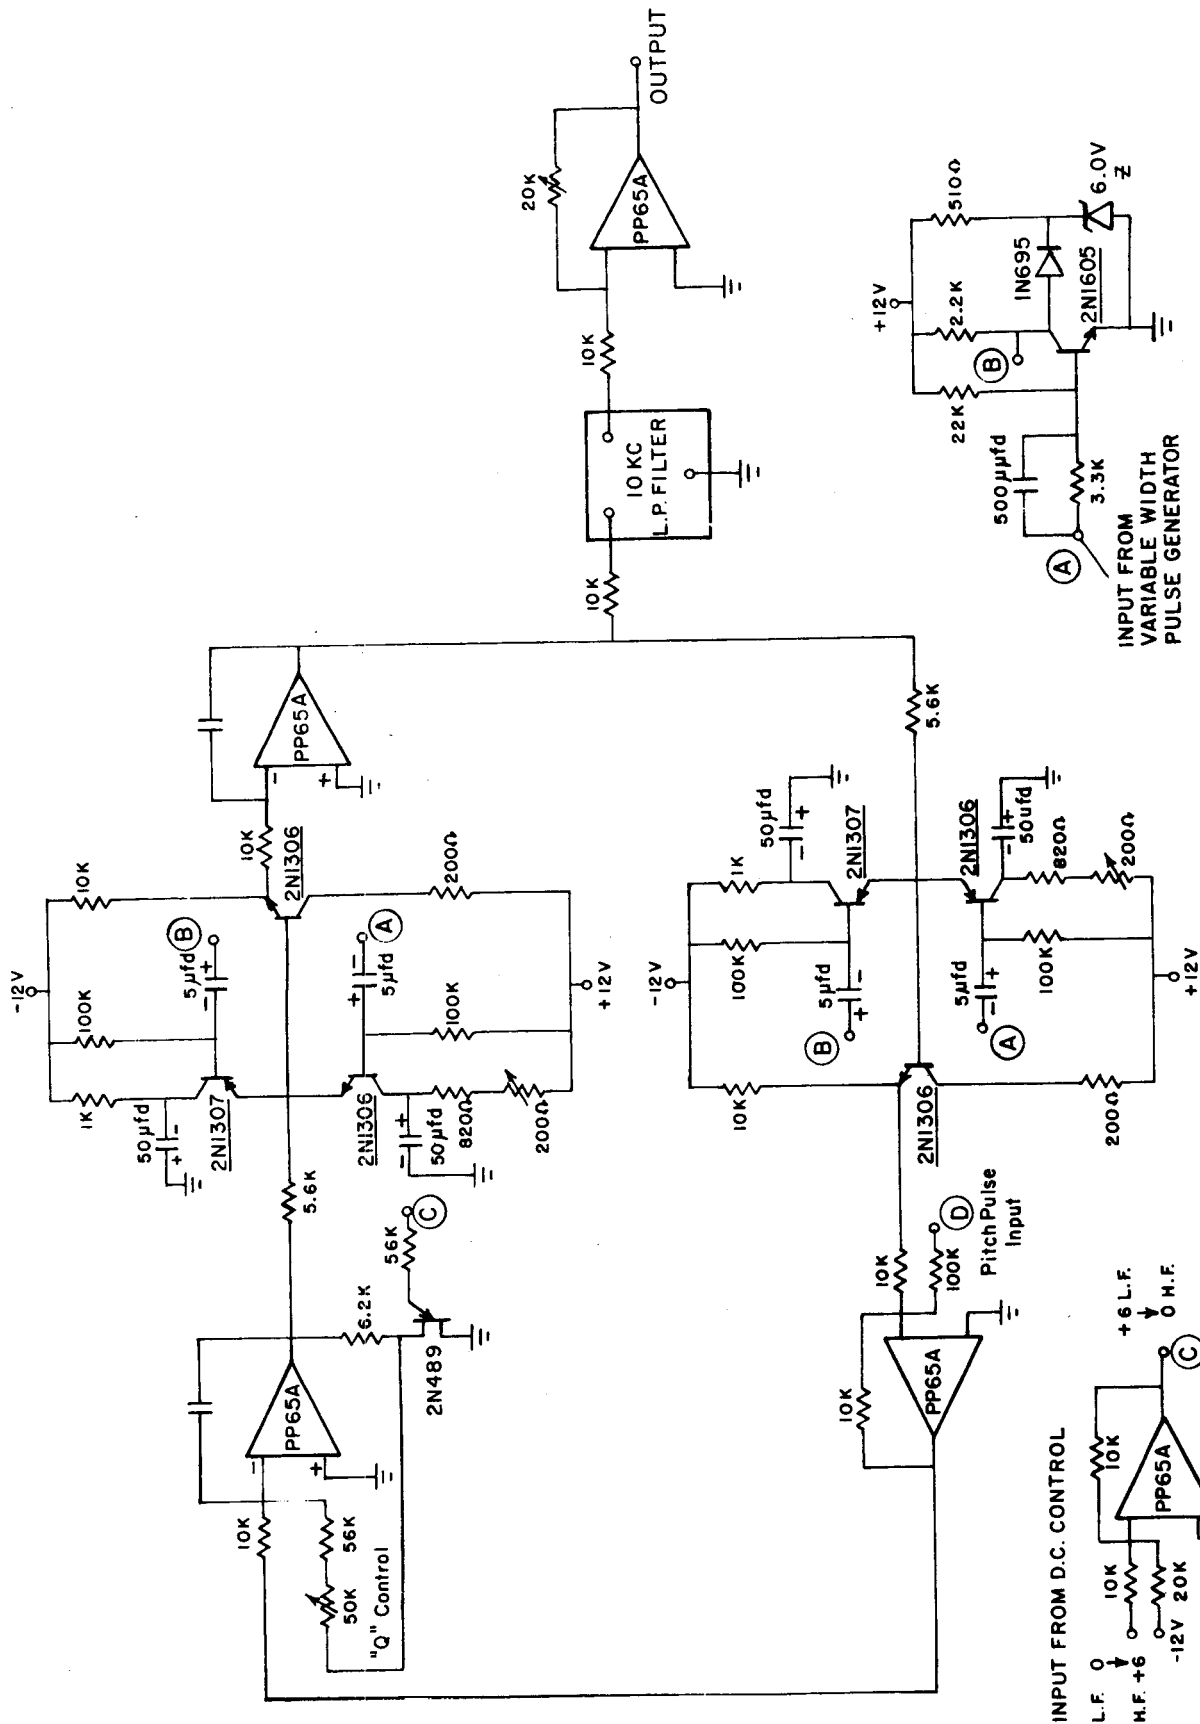 -12V
1K
100K
10K
50µfd
- +
2N1307
5µfd
- +
B
2N1306
10K
2N1306
5µfd
+ -
A
50µfd
- +
820Ω
100K
200Ω
200Ω
+12V
PP65A
-
+
5.6K
10K
PP65A
-
+
56K
50K
"Q" Control
6.2K
2N489
56K
C
10K
10 KC
L.P. FILTER
10K
20K
PP65A
OUTPUT
5.6K
-12V
10K
100K
1K
50µfd
- +
2N1307
5µfd
+ -
B
2N1306
2N1306
5µfd
- +
A
50ufd
- +
820Ω
200Ω
100K
200Ω
+12V
10K
10K
PP65A
100K
D
Pitch Pulse
Input
+12V
22K
2.2K
510Ω
B
1N695
2N1605
6.0V
Z
500µµfd
3.3K
A
INPUT FROM
VARIABLE WIDTH
PULSE GENERATOR
INPUT FROM D.C. CONTROL
L.F. 0
H.F. +6
10K
-12V 20K
10K
PP65A
+6 L.F.
0 H.F.
C